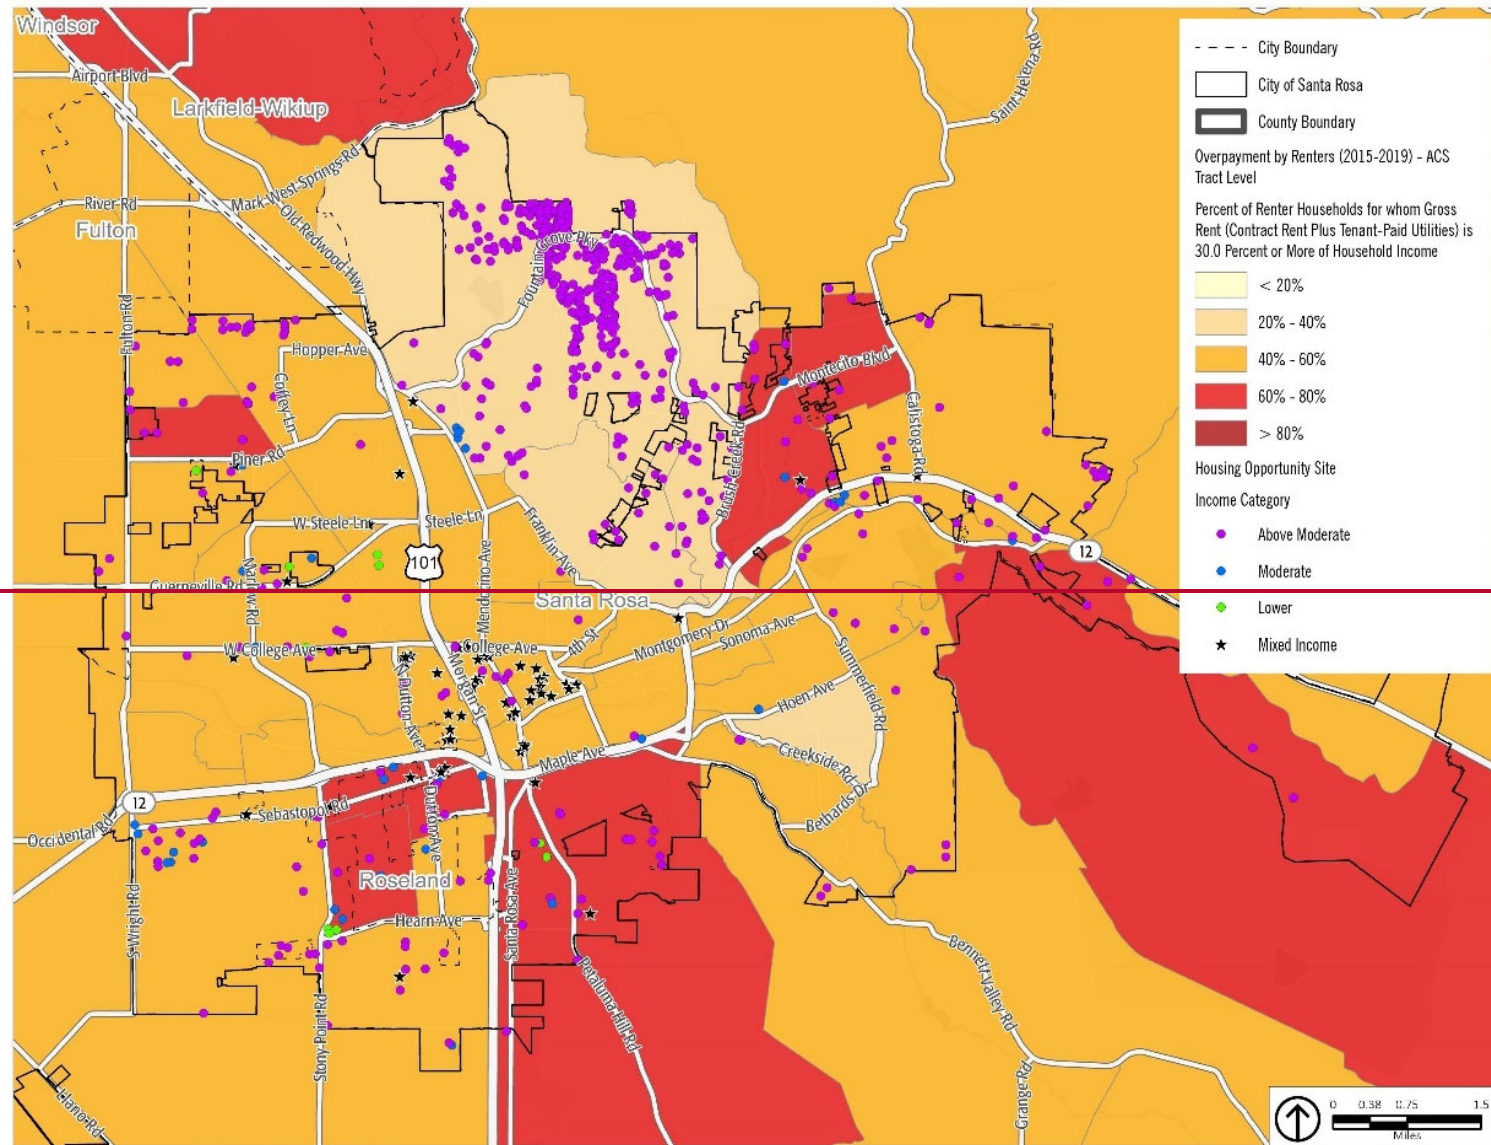 Windsor
Airport Blvd
Larkfield-Wikiup
Saint Helena Rd
Mark West Springs Rd
River Rd
Old Redwood Hwy
Fulton
Fountain Grove Pky
Fulton Rd
Hopper Ave
Coffey Ln
Montecito Blvd
Calistoga Rd
Brush Creek Rd
Piner Rd
W Steele Ln
Steele Ln
Franklin Ave
101
12
Mendocino Ave
Guerneville Rd
Marlow Rd
Santa Rosa
W College Ave
College Ave
4th St
Montgomery Dr
Sonoma Ave
Summerfield Rd
N Dutton Ave
Morgan St
Hoen Ave
Maple Ave
Creekside Rd
Bethards Dr
12
Occidental Rd
Sebastopol Rd
Dutton Ave
Roseland
S Wright Rd
Hearn Ave
Santa Rosa Ave
Petaluma Hill Rd
Bennett Valley Rd
Stony Point Rd
Grange Rd
Llano Rd
City Boundary
City of Santa Rosa
County Boundary
Overpayment by Renters (2015-2019) - ACS
Tract Level
Percent of Renter Households for whom Gross
Rent (Contract Rent Plus Tenant-Paid Utilities) is
30.0 Percent or More of Household Income
< 20%
20% - 40%
40% - 60%
60% - 80%
> 80%
Housing Opportunity Site
Income Category
Above Moderate
Moderate
Lower
Mixed Income
0 0.38 0.75 1.5
Miles